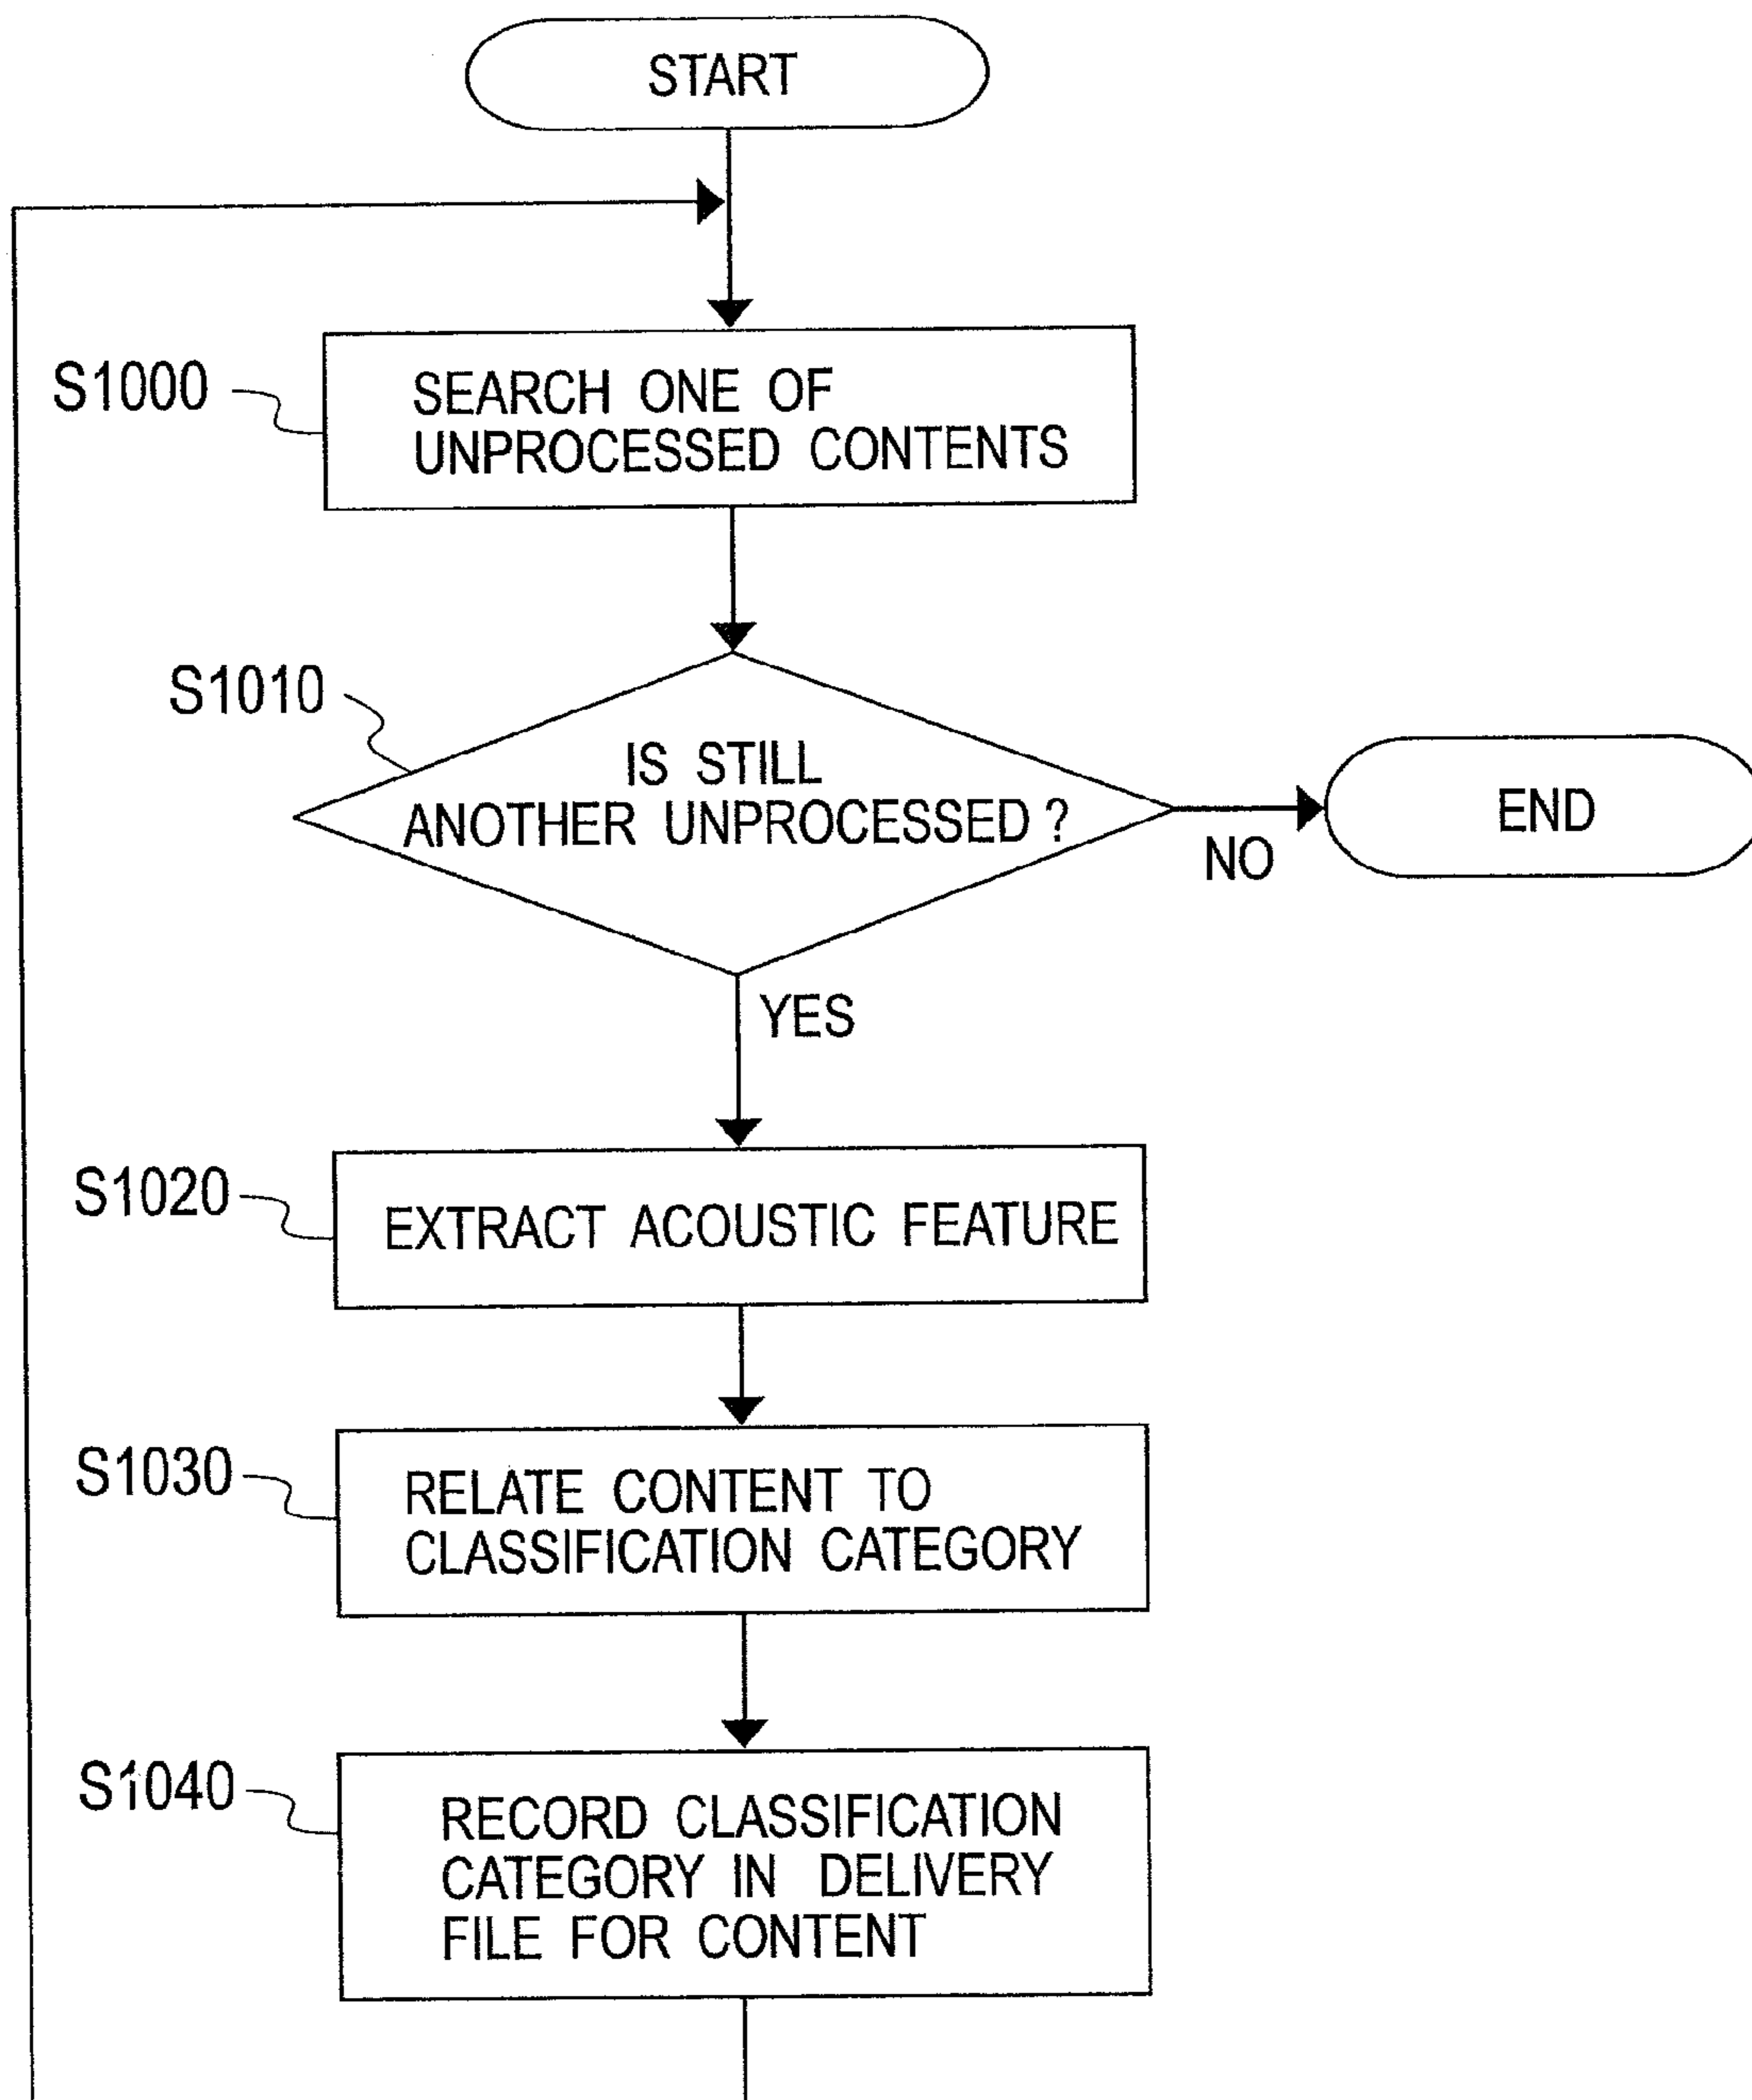 START
S1000
SEARCH ONE OF
UNPROCESSED CONTENTS
S1010
IS STILL
ANOTHER UNPROCESSED ?
NO
END
YES
S1020
EXTRACT ACOUSTIC FEATURE
S1030
RELATE CONTENT TO
CLASSIFICATION CATEGORY
S1040
RECORD CLASSIFICATION
CATEGORY IN DELIVERY
FILE FOR CONTENT